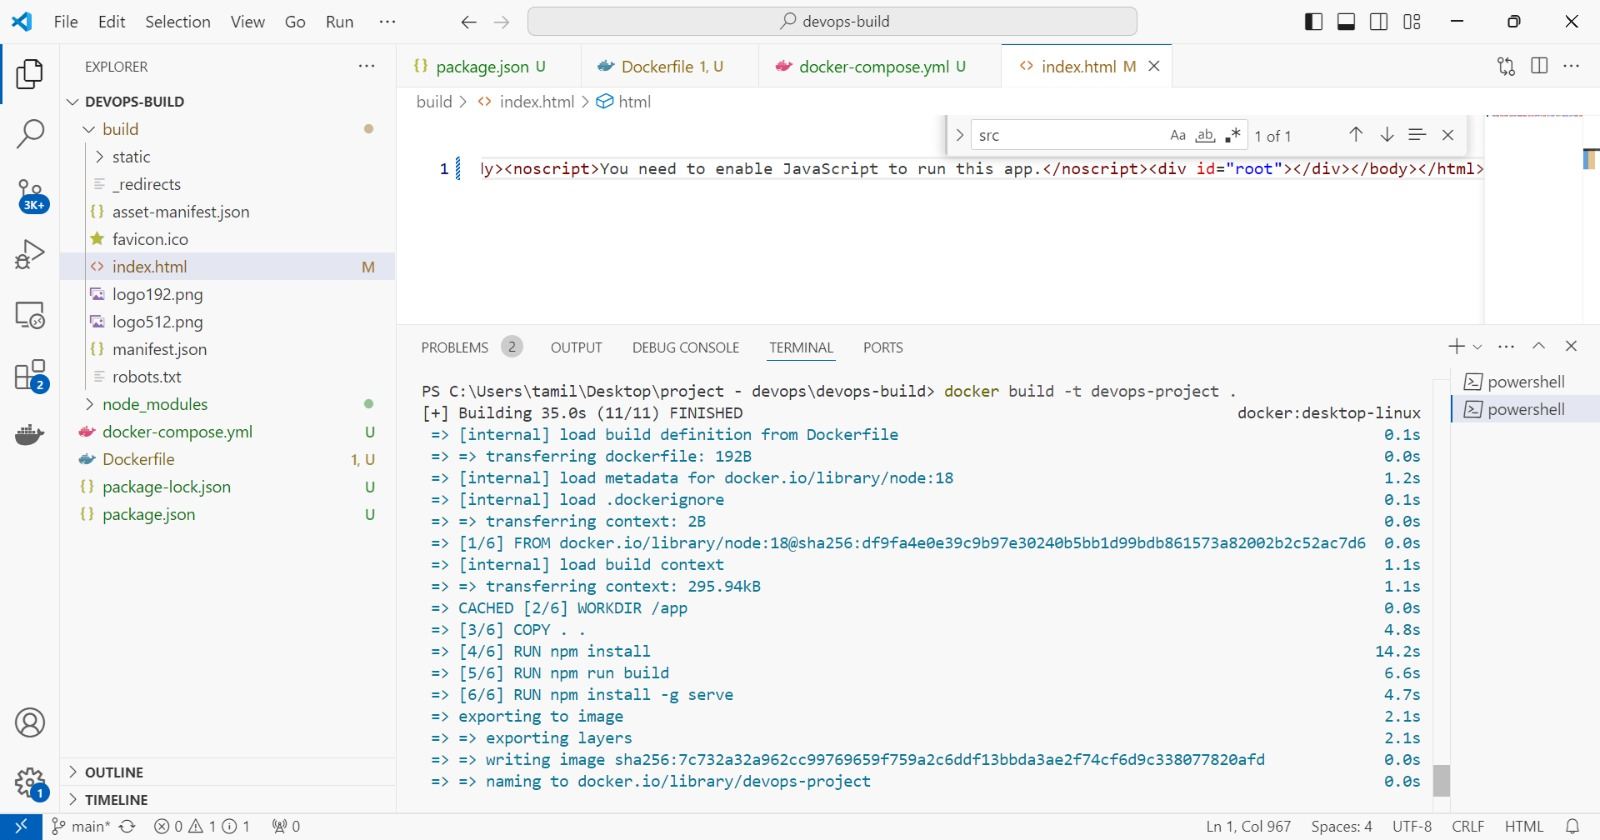 File Edit Selection View Go Run ···
devops-build
EXPLORER
DEVOPS-BUILD
build
static
_redirects
asset-manifest.json
favicon.ico
index.html M
logo192.png
logo512.png
manifest.json
robots.txt
node_modules
docker-compose.yml U
Dockerfile 1, U
package-lock.json U
package.json U
OUTLINE
TIMELINE
3K+
2
1
package.json U
Dockerfile 1, U
docker-compose.yml U
index.html M
build > index.html > html
src Aa ab .* 1 of 1
1 y><noscript>You need to enable JavaScript to run this app.</noscript><div id="root"></div></body></html>
PROBLEMS 2 OUTPUT DEBUG CONSOLE TERMINAL PORTS
powershell
powershell
PS C:\Users\tamil\Desktop\project - devops\devops-build> docker build -t devops-project .
[+] Building 35.0s (11/11) FINISHED docker:desktop-linux
=> [internal] load build definition from Dockerfile 0.1s
=> => transferring dockerfile: 192B 0.0s
=> [internal] load metadata for docker.io/library/node:18 1.2s
=> [internal] load .dockerignore 0.1s
=> => transferring context: 2B 0.0s
=> [1/6] FROM docker.io/library/node:18@sha256:df9fa4e0e39c9b97e30240b5bb1d99bdb861573a82002b2c52ac7d6 0.0s
=> [internal] load build context 1.1s
=> => transferring context: 295.94kB 1.1s
=> CACHED [2/6] WORKDIR /app 0.0s
=> [3/6] COPY . . 4.8s
=> [4/6] RUN npm install 14.2s
=> [5/6] RUN npm run build 6.6s
=> [6/6] RUN npm install -g serve 4.7s
=> exporting to image 2.1s
=> => exporting layers 2.1s
=> => writing image sha256:7c732a32a962cc99769659f759a2c6ddf13bbda3ae2f74cf6d9c338077820afd 0.0s
=> => naming to docker.io/library/devops-project 0.0s
main* 0 1 1 0 Ln 1, Col 967 Spaces: 4 UTF-8 CRLF HTML